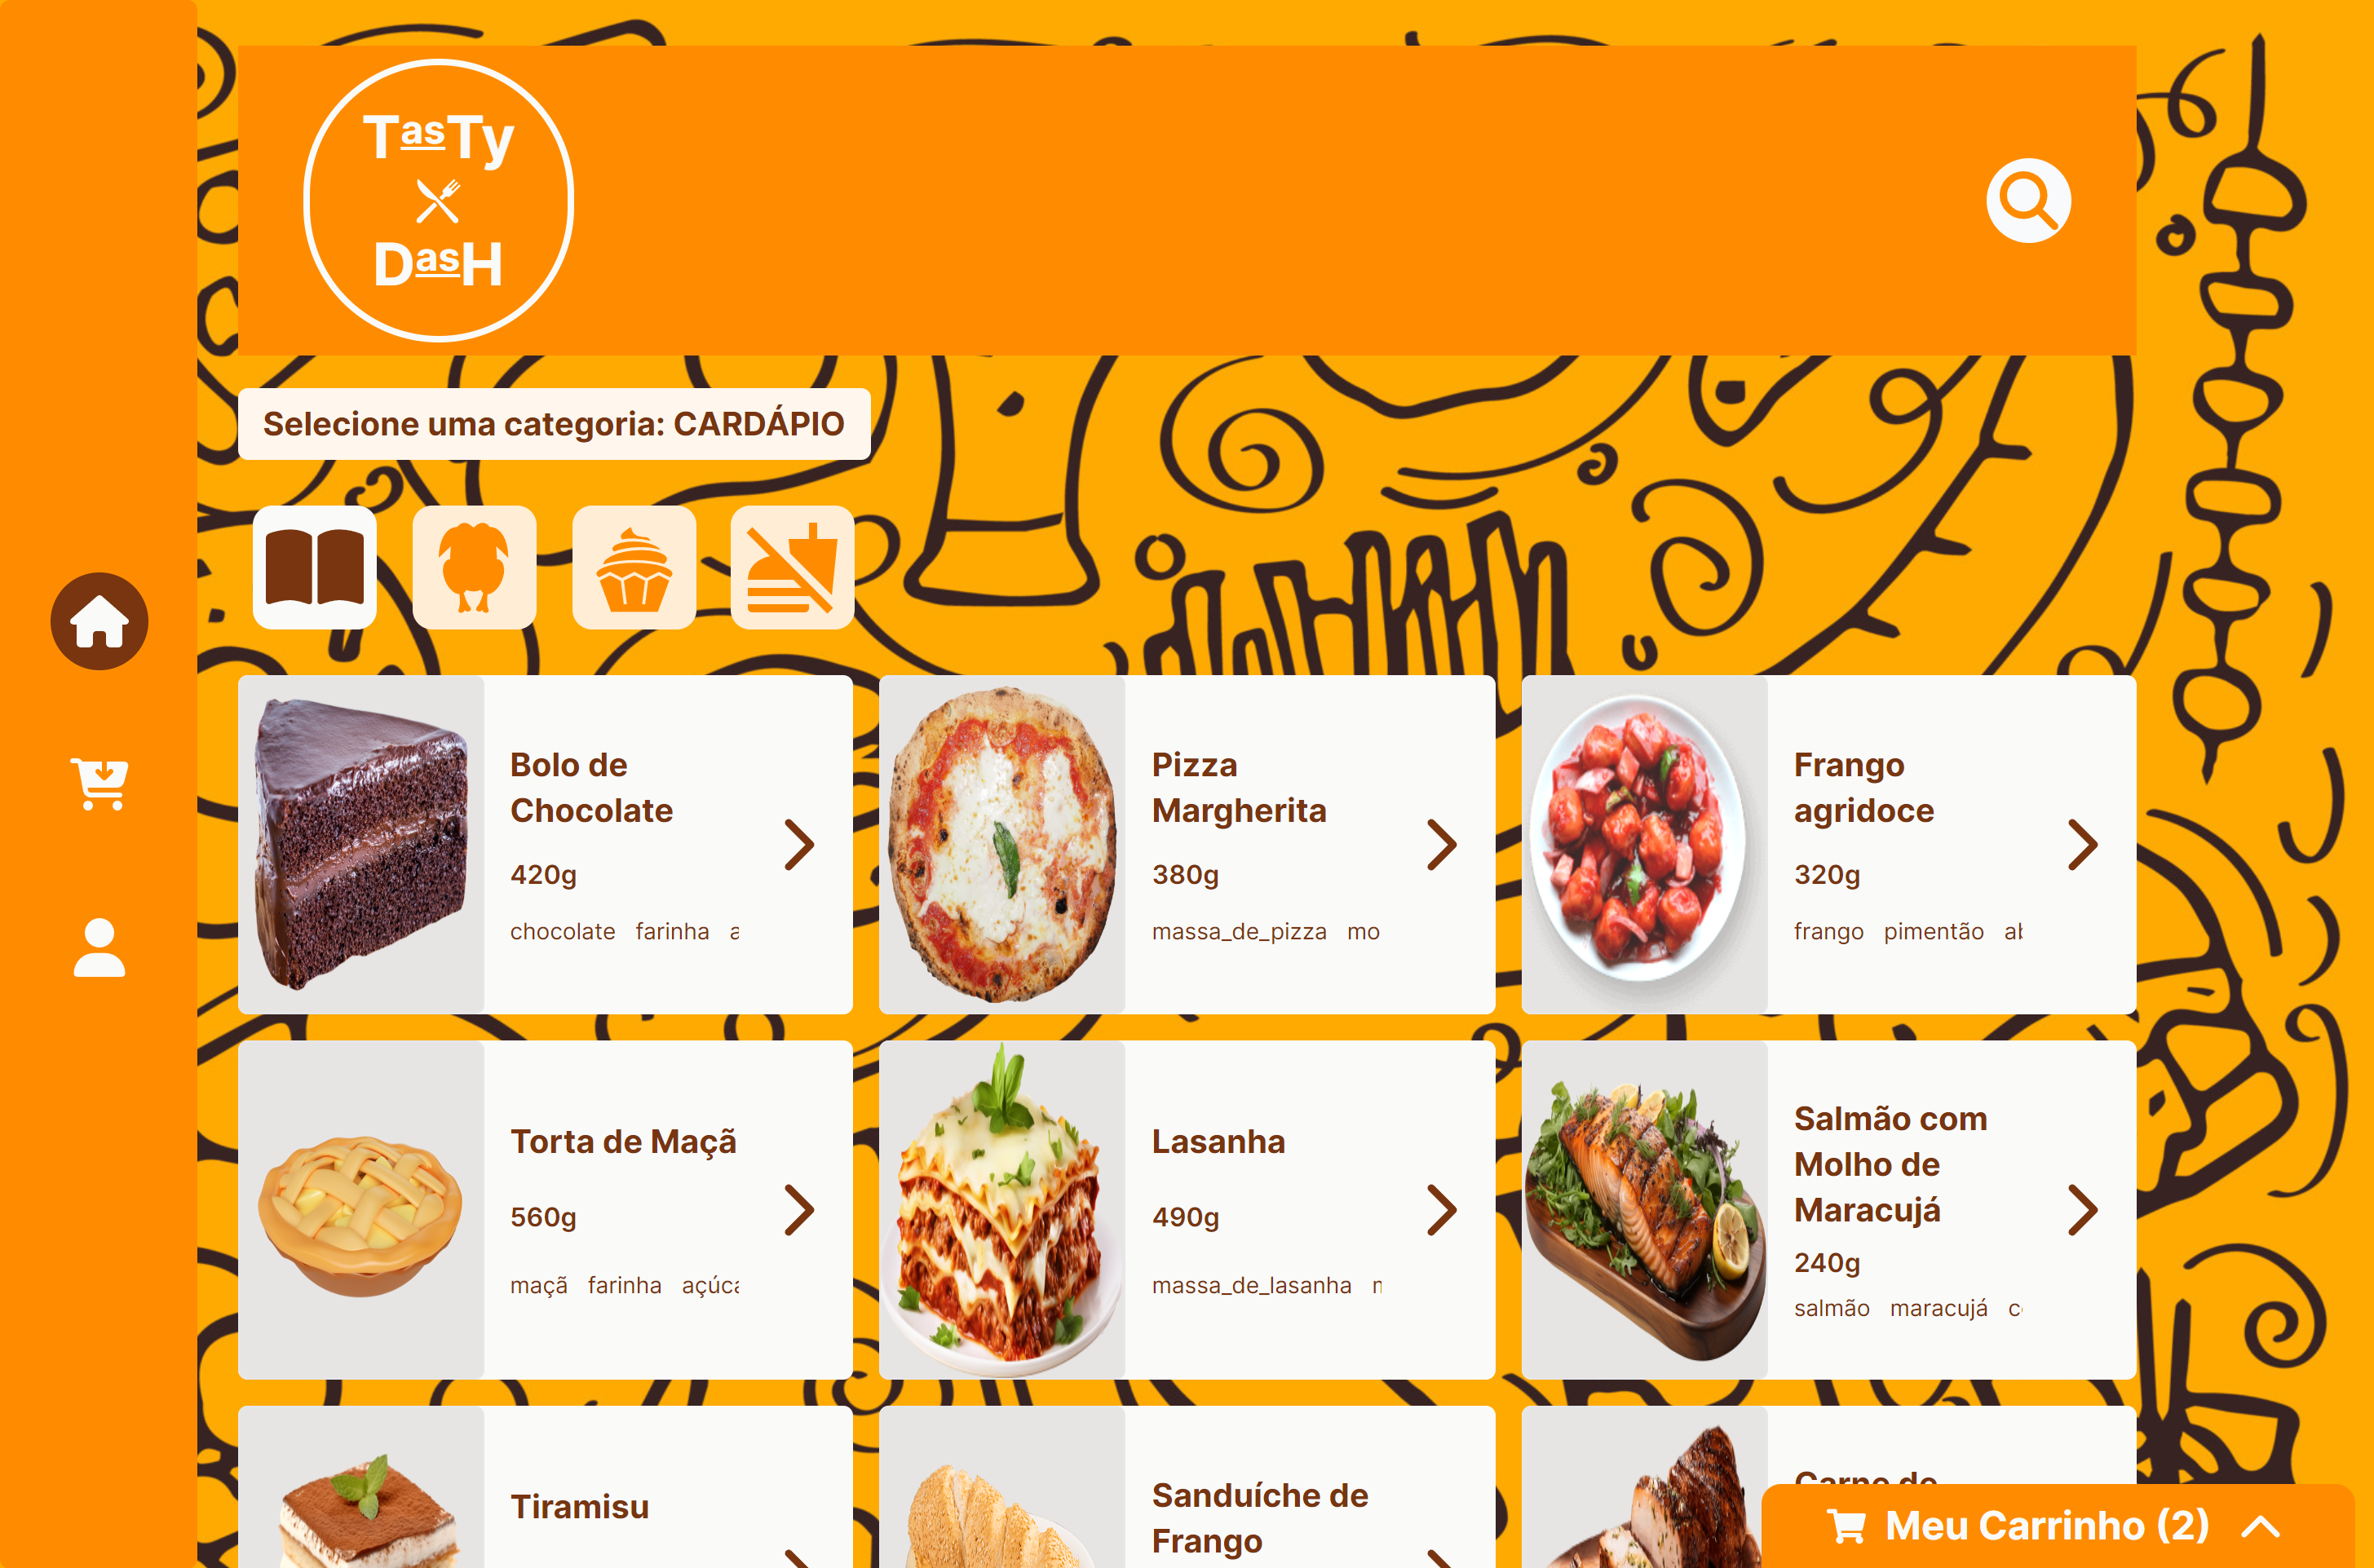 TasTy
DasH
Selecione uma categoria: CARDÁPIO
Bolo de
Chocolate
420g
chocolate farinha
Pizza
Margherita
380g
massa_de_pizza mo
Frango
agridoce
320g
frango pimentão
Torta de Maçã
560g
maçã farinha
Lasanha
490g
massa_de_lasanha
Salmão com
Molho de
Maracujá
240g
salmão maracujá
Tiramisu
Sanduíche de
Frango
Carne de
Meu Carrinho (2)